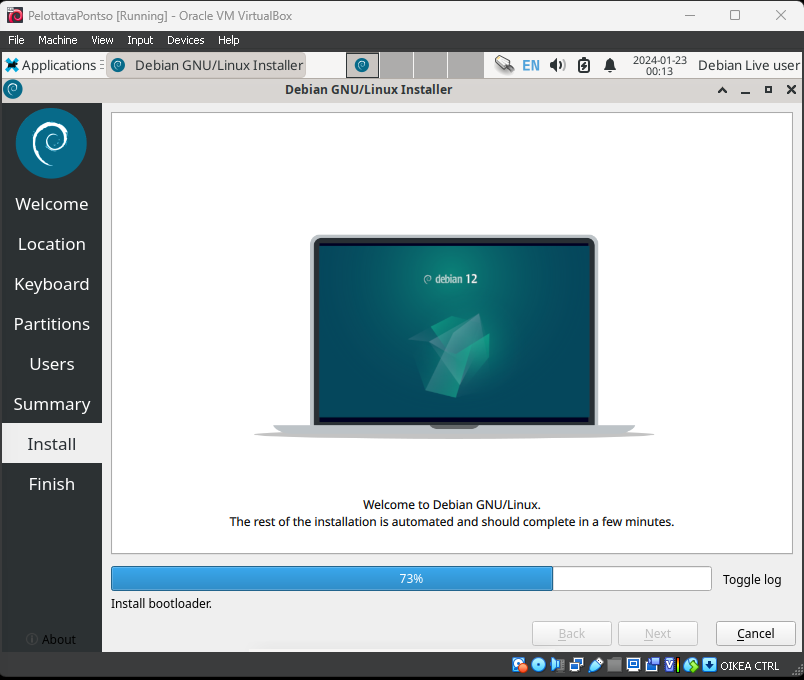 PelottavaPontso [Running] - Oracle VM VirtualBox
File Machine View Input Devices Help
Applications Debian GNU/Linux Installer EN 2024-01-23 00:13 Debian Live user
Debian GNU/Linux Installer
Welcome
Location
Keyboard
Partitions
Users
Summary
Install
Finish
About
debian 12
Welcome to Debian GNU/Linux.
The rest of the installation is automated and should complete in a few minutes.
73%
Toggle log
Install bootloader.
Back Next Cancel
OIKEA CTRL